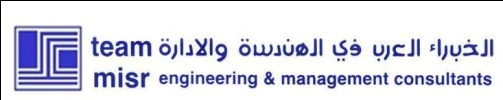 team الخبراء العرب في الهندسة والادارة
misr engineering & management consultants